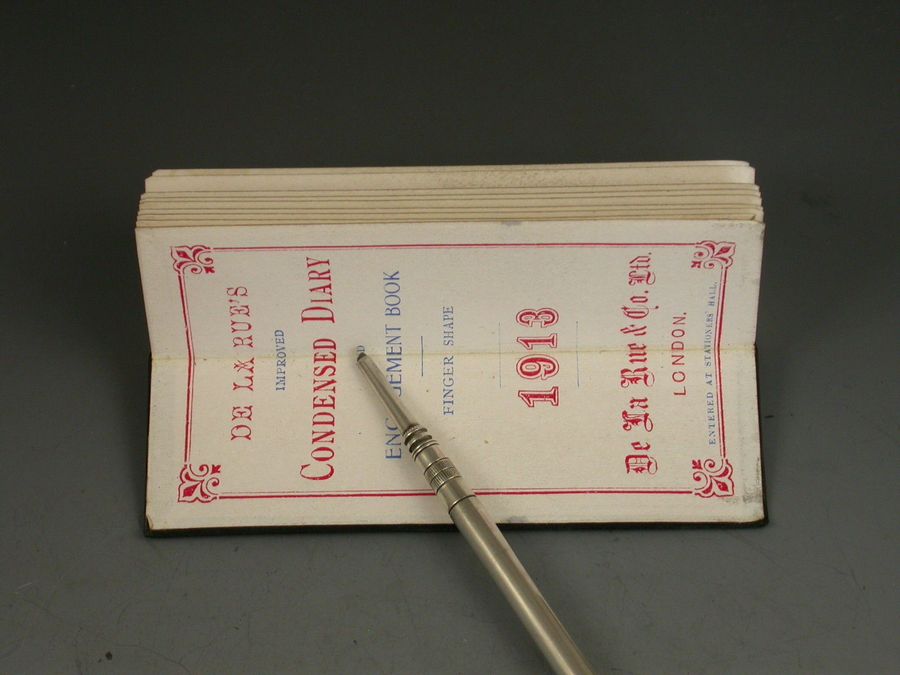 DE LA RUE'S
IMPROVED
CONDENSED DIARY
ENGAGEMENT BOOK
FINGER SHAPE
1913
De La Rue & Co. Ltd.
LONDON.
ENTERED AT STATIONERS' HALL.